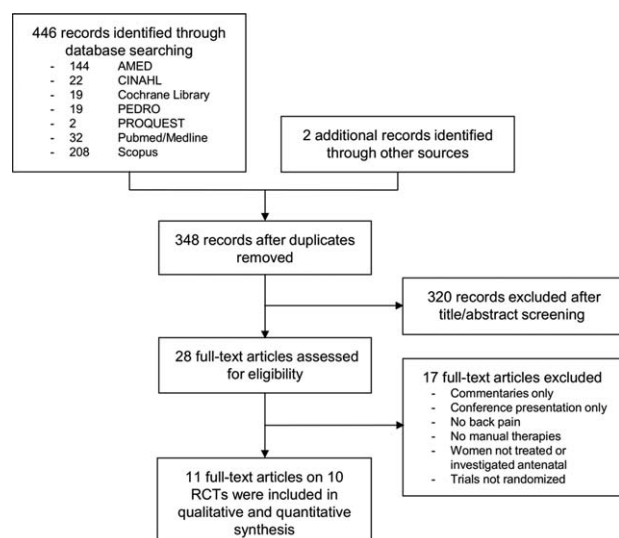 446 records identified through
database searching
- 144 AMED
- 22 CINAHL
- 19 Cochrane Library
- 19 PEDRO
- 2 PROQUEST
- 32 Pubmed/Medline
- 208 Scopus
2 additional records identified
through other sources
348 records after duplicates
removed
320 records excluded after
title/abstract screening
28 full-text articles assessed
for eligibility
17 full-text articles excluded
- Commentaries only
- Conference presentation only
- No back pain
- No manual therapies
- Women not treated or
investigated antenatal
- Trials not randomized
11 full-text articles on 10
RCTs were included in
qualitative and quantitative
synthesis